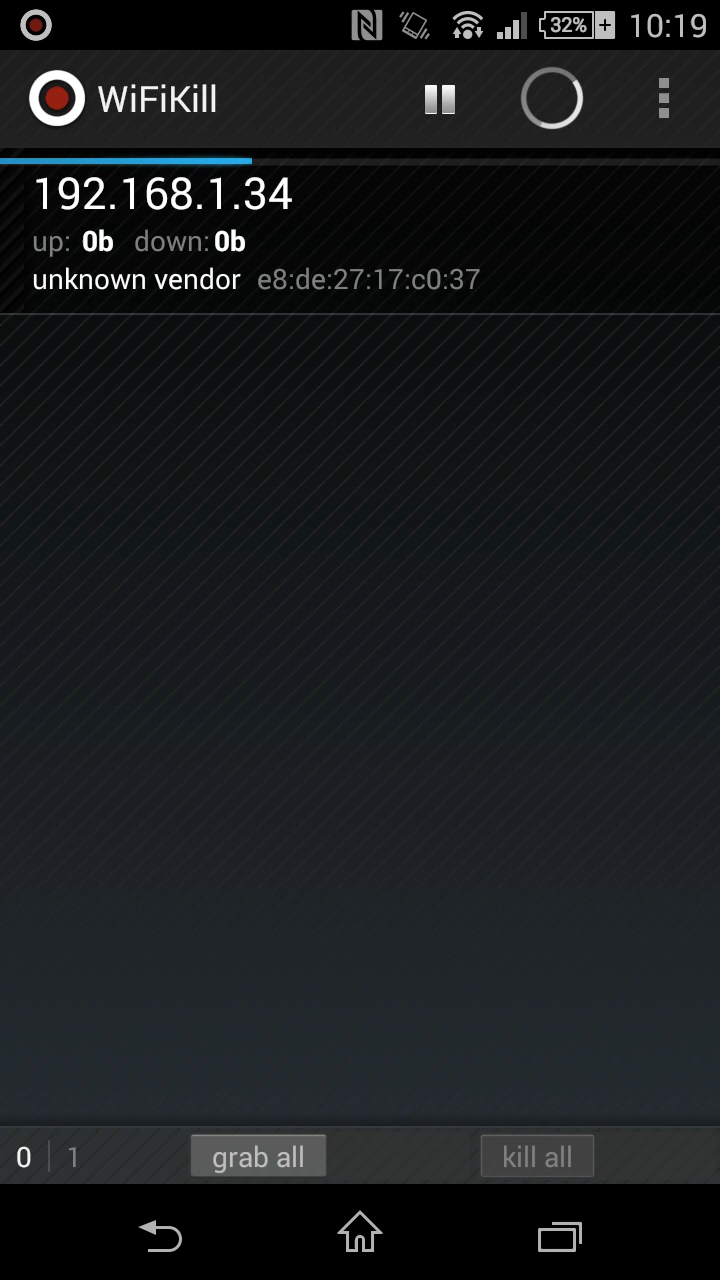 32% 10:19
WiFiKill
192.168.1.34
up: 0b down: 0b
unknown vendor e8:de:27:17:c0:37
0 1 grab all kill all